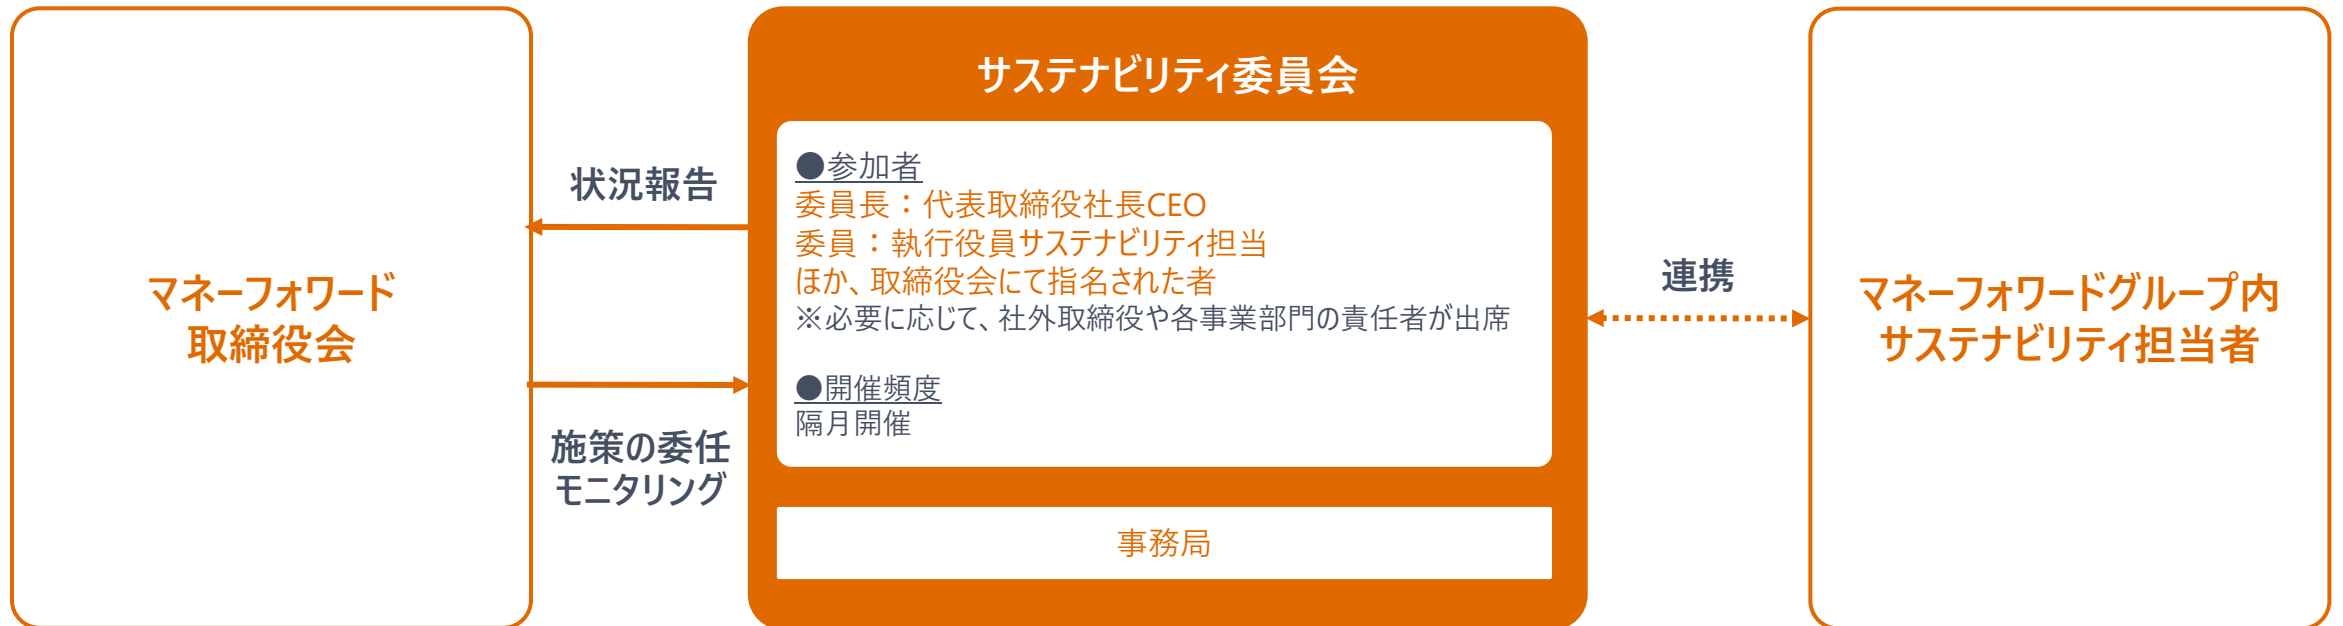 マネーフォワード
取締役会
状況報告
施策の委任
モニタリング
サステナビリティ委員会
●参加者
委員長：代表取締役社長CEO
委員：執行役員サステナビリティ担当
ほか、取締役会にて指名された者
※必要に応じて、社外取締役や各事業部門の責任者が出席
●開催頻度
隔月開催
事務局
連携
マネーフォワードグループ内
サステナビリティ担当者